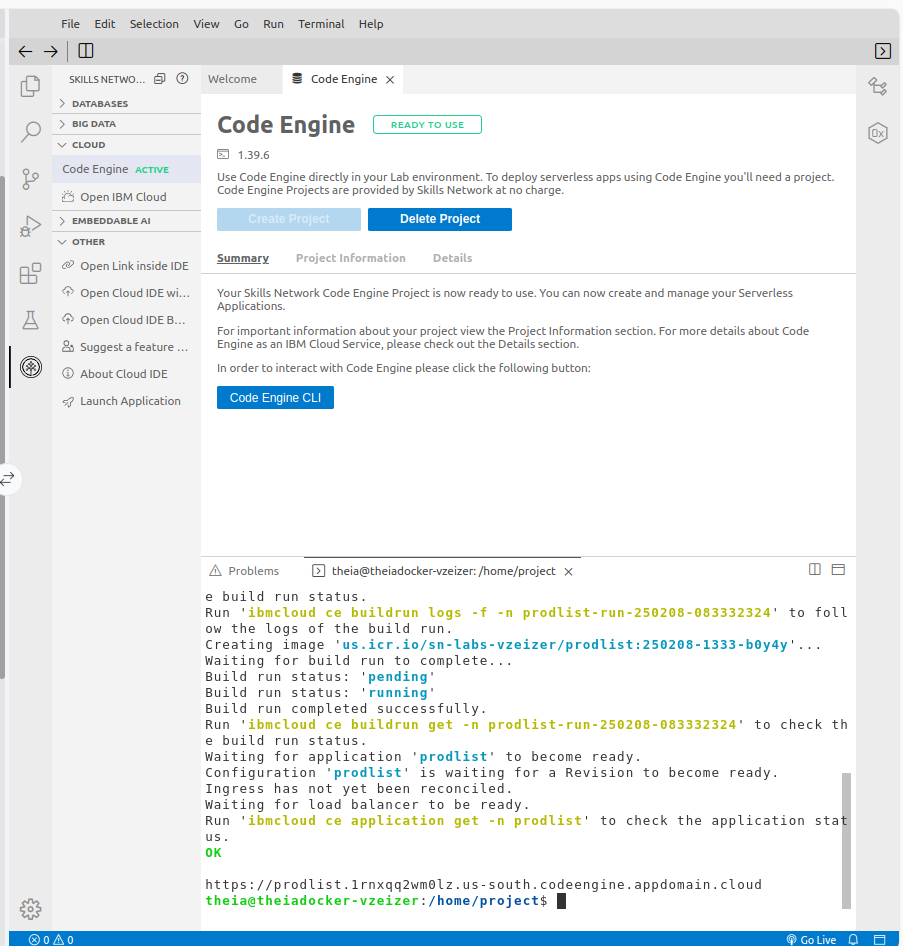 File Edit Selection View Go Run Terminal Help
SKILLS NETWO...
Welcome
Code Engine
DATABASES
BIG DATA
CLOUD
Code Engine ACTIVE
Open IBM Cloud
EMBEDDABLE AI
OTHER
Open Link inside IDE
Open Cloud IDE wi...
Open Cloud IDE B...
Suggest a feature ...
About Cloud IDE
Launch Application
Code Engine
READY TO USE
1.39.6
Use Code Engine directly in your Lab environment. To deploy serverless apps using Code Engine you'll need a project.
Code Engine Projects are provided by Skills Network at no charge.
Create Project
Delete Project
Summary
Project Information
Details
Your Skills Network Code Engine Project is now ready to use. You can now create and manage your Serverless
Applications.
For important information about your project view the Project Information section. For more details about Code
Engine as an IBM Cloud Service, please check out the Details section.
In order to interact with Code Engine please click the following button:
Code Engine CLI
Problems
theia@theiadocker-vzeizer: /home/project
e build run status.
Run 'ibmcloud ce buildrun logs -f -n prodlist-run-250208-083332324' to foll
ow the logs of the build run.
Creating image 'us.icr.io/sn-labs-vzeizer/prodlist:250208-1333-b0y4y'...
Waiting for build run to complete...
Build run status: 'pending'
Build run status: 'running'
Build run completed successfully.
Run 'ibmcloud ce buildrun get -n prodlist-run-250208-083332324' to check th
e build run status.
Waiting for application 'prodlist' to become ready.
Configuration 'prodlist' is waiting for a Revision to become ready.
Ingress has not yet been reconciled.
Waiting for load balancer to be ready.
Run 'ibmcloud ce application get -n prodlist' to check the application stat
us.
OK
https://prodlist.1rnxqq2wm0lz.us-south.codeengine.appdomain.cloud
theia@theiadocker-vzeizer:/home/project$
0 0
Go Live
0x